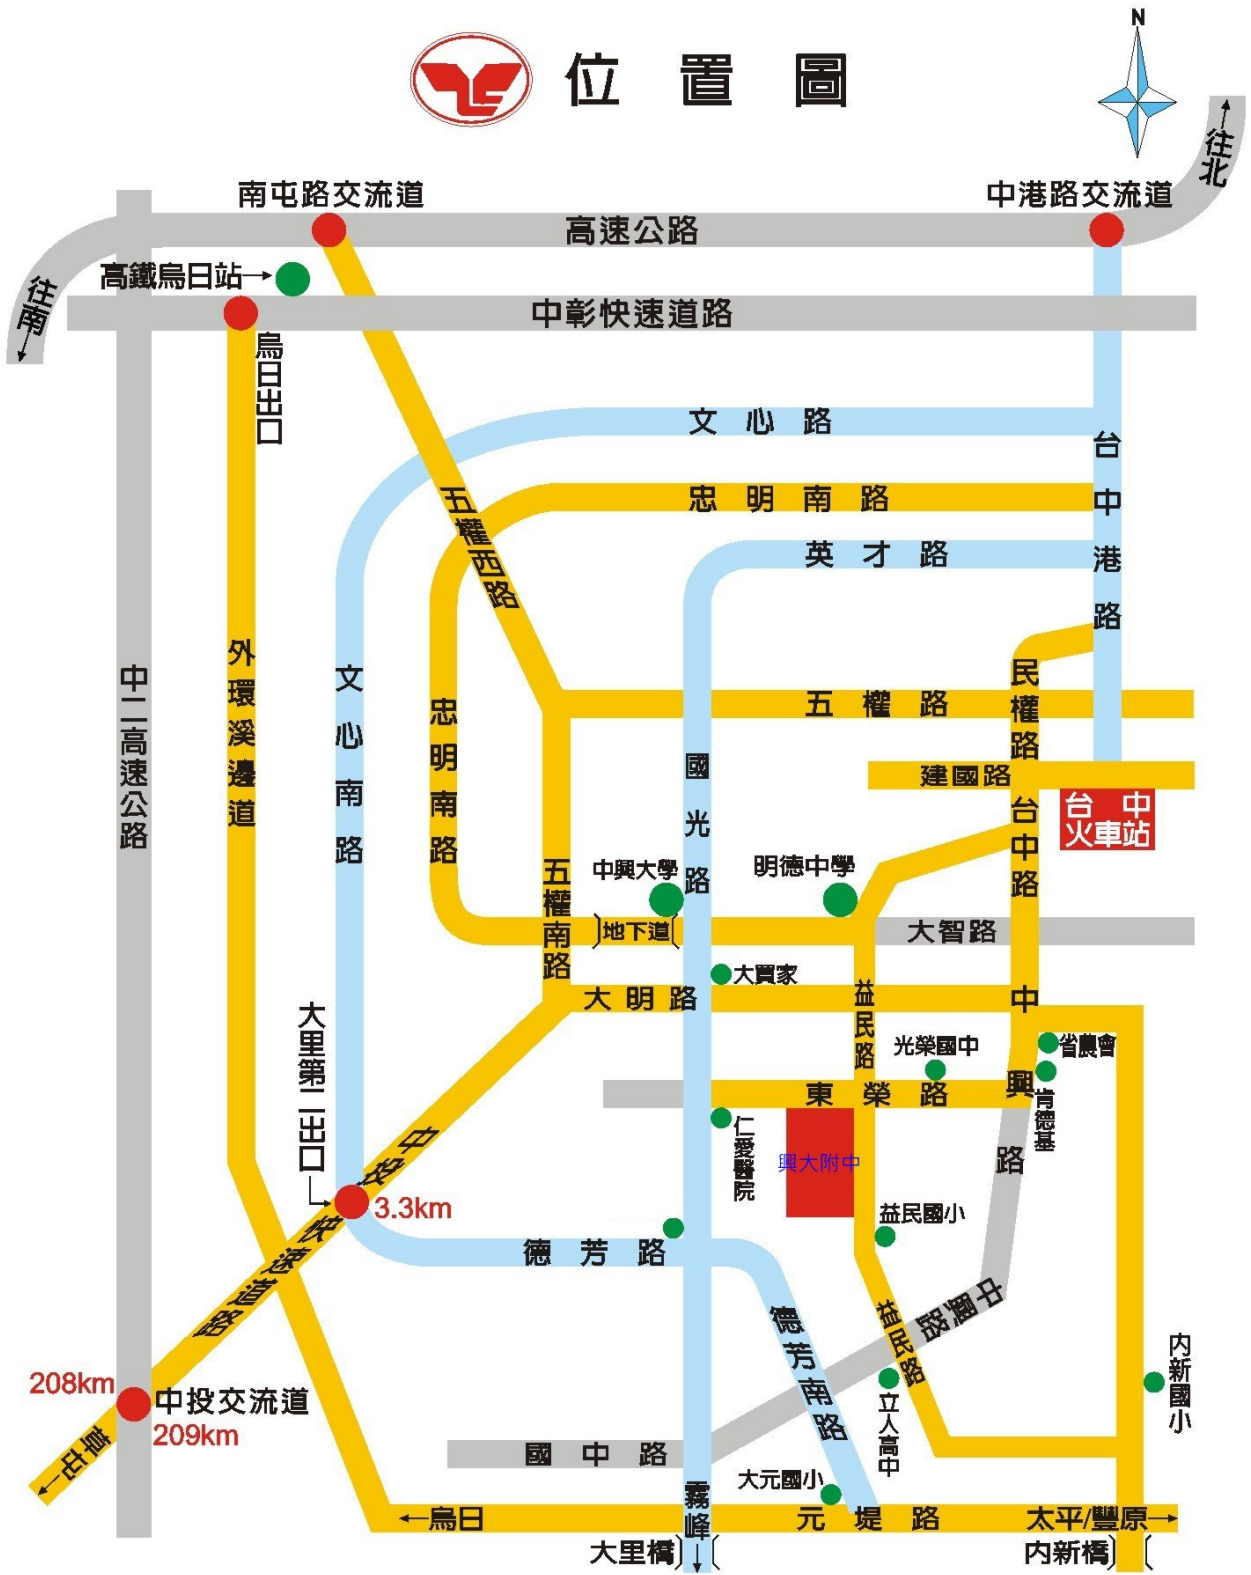 N
位置圖
往北
南屯路交流道
中港路交流道
高速公路
高鐵烏日站
往南
中彰快速道路
烏日出口
文心路
台中港路
忠明南路
五權西路
英才路
外環溪邊道
中二高速公路
文心南路
忠明南路
民權路
五權路
國光路
建國路
台中路
台中
火車站
中興大學
明德中學
五權南路
地下道
大智路
大買家
大明路
益民路
中興路
大里第二出口
光榮國中
省農會
東榮路
肯德基
仁愛醫院
興大附中
中投快速道路
3.3km
益民國小
德芳路
中興路
德芳南路
益民路
內新國小
208km
中投交流道
209km
立人高中
草屯
國中路
大元國小
霧峰
烏日
元堤路
太平/豐原
大里橋
內新橋